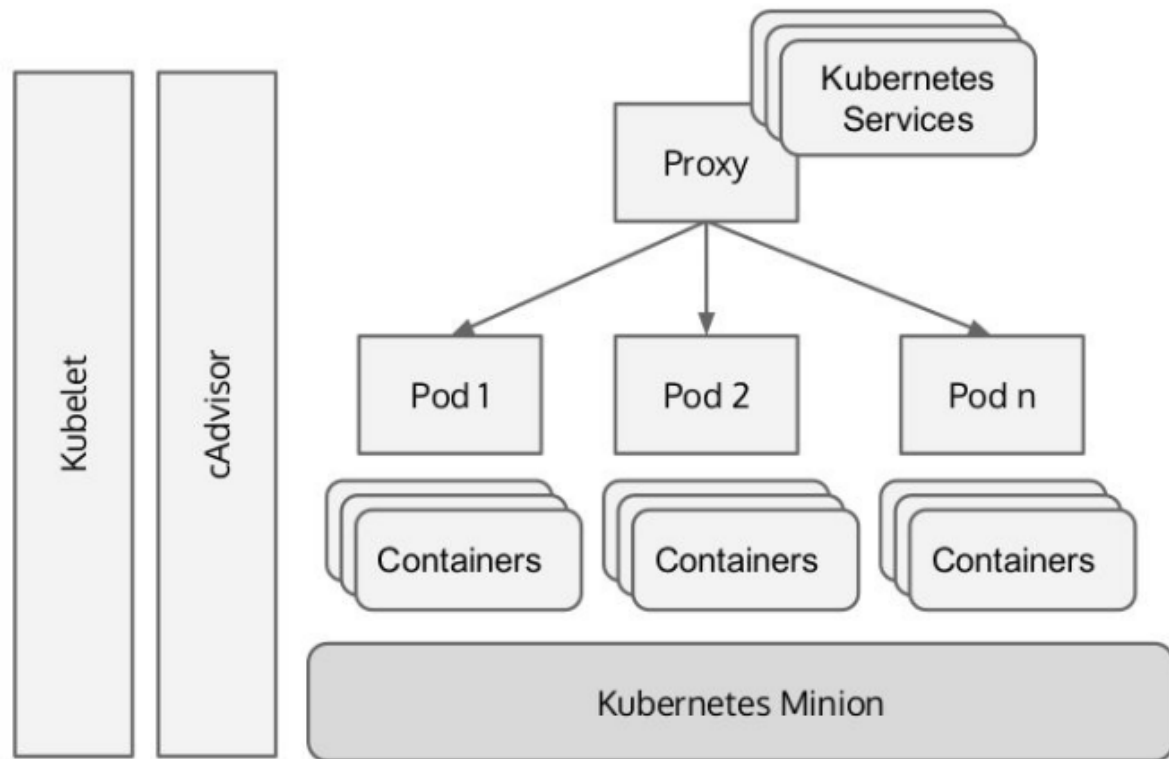 Kubernetes
Services
Proxy
Kubelet
cAdvisor
Pod 1
Pod 2
Pod n
Containers
Containers
Containers
Kubernetes Minion